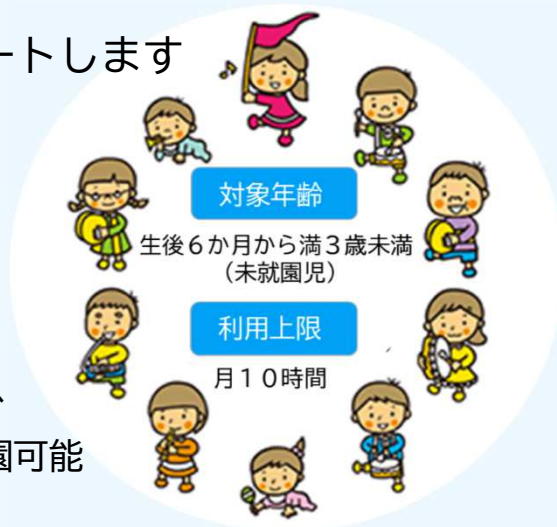 ートします
対象年齢
生後６か月から満３歳未満
（未就園児）
利用上限
月１０時間
、
園可能